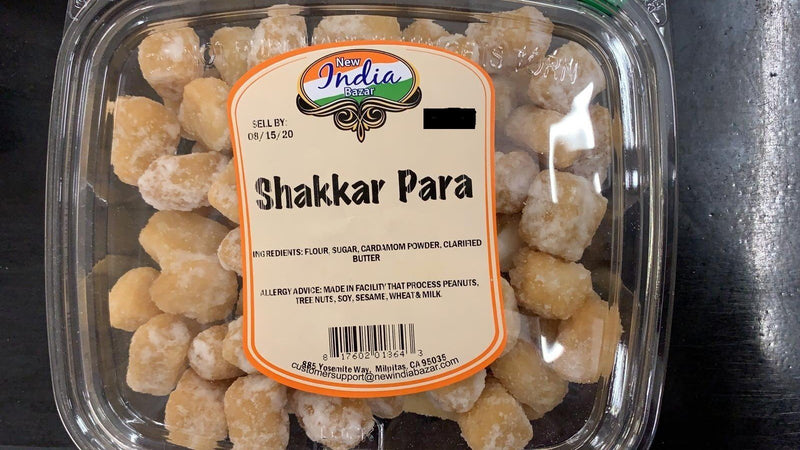 New
India
Bazar
SELL BY:
08/15/20
Shakkar Para
INGREDIENTS: FLOUR, SUGAR, CARDAMOM POWDER, CLARIFIED
BUTTER
ALLERGY ADVICE: MADE IN FACILITY THAT PROCESS PEANUTS,
TREE NUTS, SOY, SESAME, WHEAT & MILK.
8 17602 01364 3
885 Yosemite Way, Milpitas, CA 95035
customersupport@newindiabazar.com